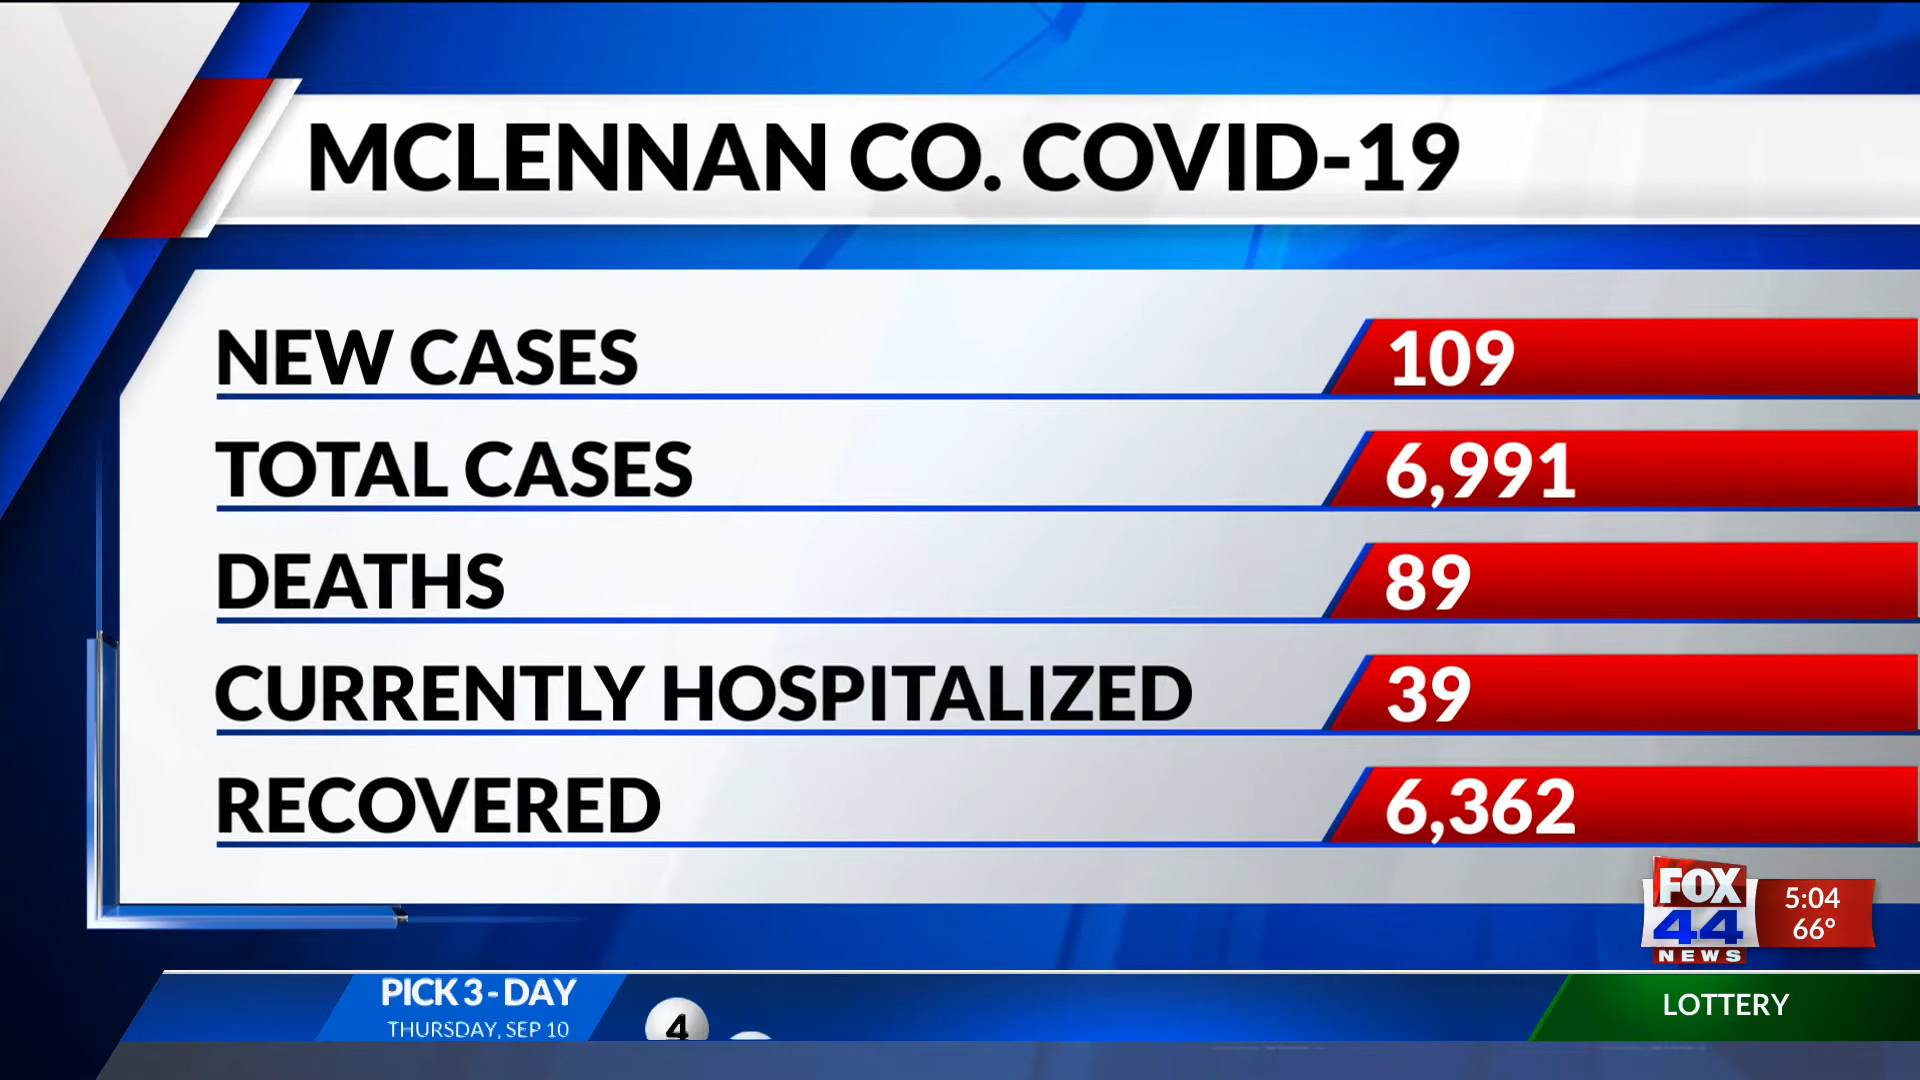 MCLENNAN CO. COVID-19
NEW CASES 109
TOTAL CASES 6,991
DEATHS 89
CURRENTLY HOSPITALIZED 39
RECOVERED 6,362
FOX
44
NEWS
5:04
66°
PICK 3 - DAY
THURSDAY, SEP 10
4
LOTTERY